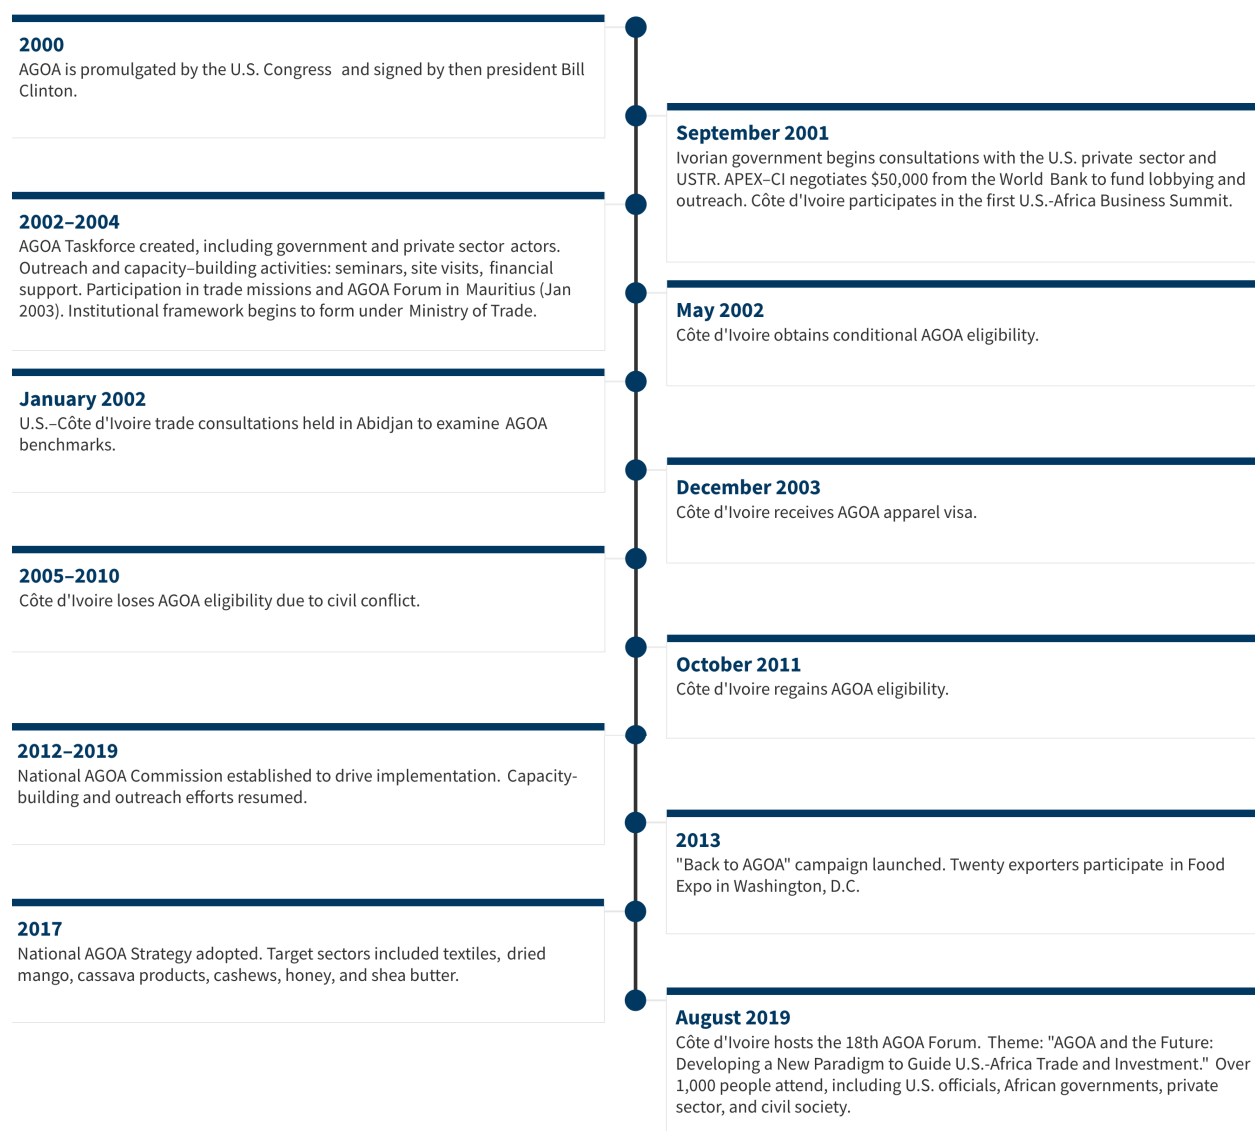 2000
AGOA is promulgated by the U.S. Congress and signed by then president Bill
Clinton.
September 2001
Ivorian government begins consultations with the U.S. private sector and
USTR. APEX–CI negotiates $50,000 from the World Bank to fund lobbying and
outreach. Côte d'Ivoire participates in the first U.S.-Africa Business Summit.
2002–2004
AGOA Taskforce created, including government and private sector actors.
Outreach and capacity–building activities: seminars, site visits, financial
support. Participation in trade missions and AGOA Forum in Mauritius (Jan
2003). Institutional framework begins to form under Ministry of Trade.
May 2002
Côte d'Ivoire obtains conditional AGOA eligibility.
January 2002
U.S.–Côte d'Ivoire trade consultations held in Abidjan to examine AGOA
benchmarks.
December 2003
Côte d'Ivoire receives AGOA apparel visa.
2005–2010
Côte d'Ivoire loses AGOA eligibility due to civil conflict.
October 2011
Côte d'Ivoire regains AGOA eligibility.
2012–2019
National AGOA Commission established to drive implementation. Capacity-
building and outreach efforts resumed.
2013
"Back to AGOA" campaign launched. Twenty exporters participate in Food
Expo in Washington, D.C.
2017
National AGOA Strategy adopted. Target sectors included textiles, dried
mango, cassava products, cashews, honey, and shea butter.
August 2019
Côte d'Ivoire hosts the 18th AGOA Forum. Theme: "AGOA and the Future:
Developing a New Paradigm to Guide U.S.-Africa Trade and Investment." Over
1,000 people attend, including U.S. officials, African governments, private
sector, and civil society.